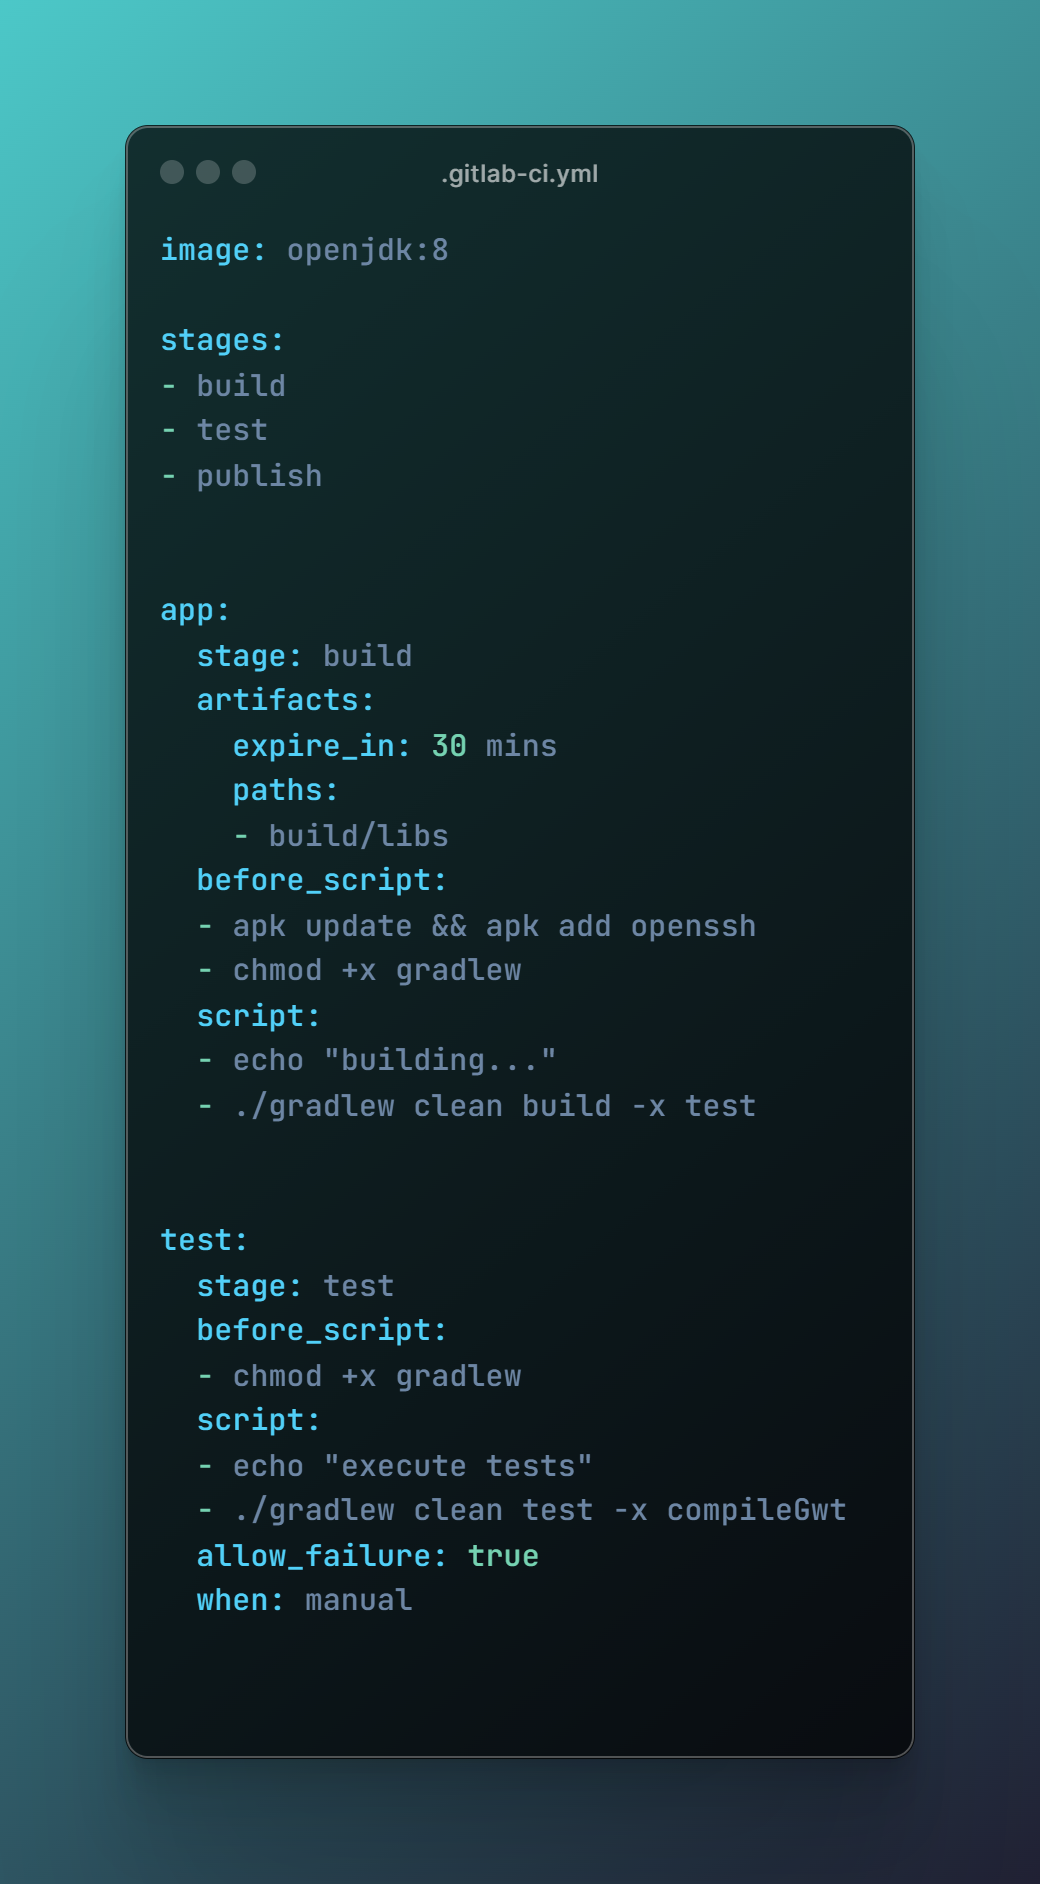 .gitlab-ci.yml
image: openjdk:8
stages:
- build
- test
- publish
app:
  stage: build
  artifacts:
    expire_in: 30 mins
    paths:
    - build/libs
  before_script:
  - apk update && apk add openssh
  - chmod +x gradlew
  script:
  - echo "building..."
  - ./gradlew clean build -x test
test:
  stage: test
  before_script:
  - chmod +x gradlew
  script:
  - echo "execute tests"
  - ./gradlew clean test -x compileGwt
  allow_failure: true
  when: manual